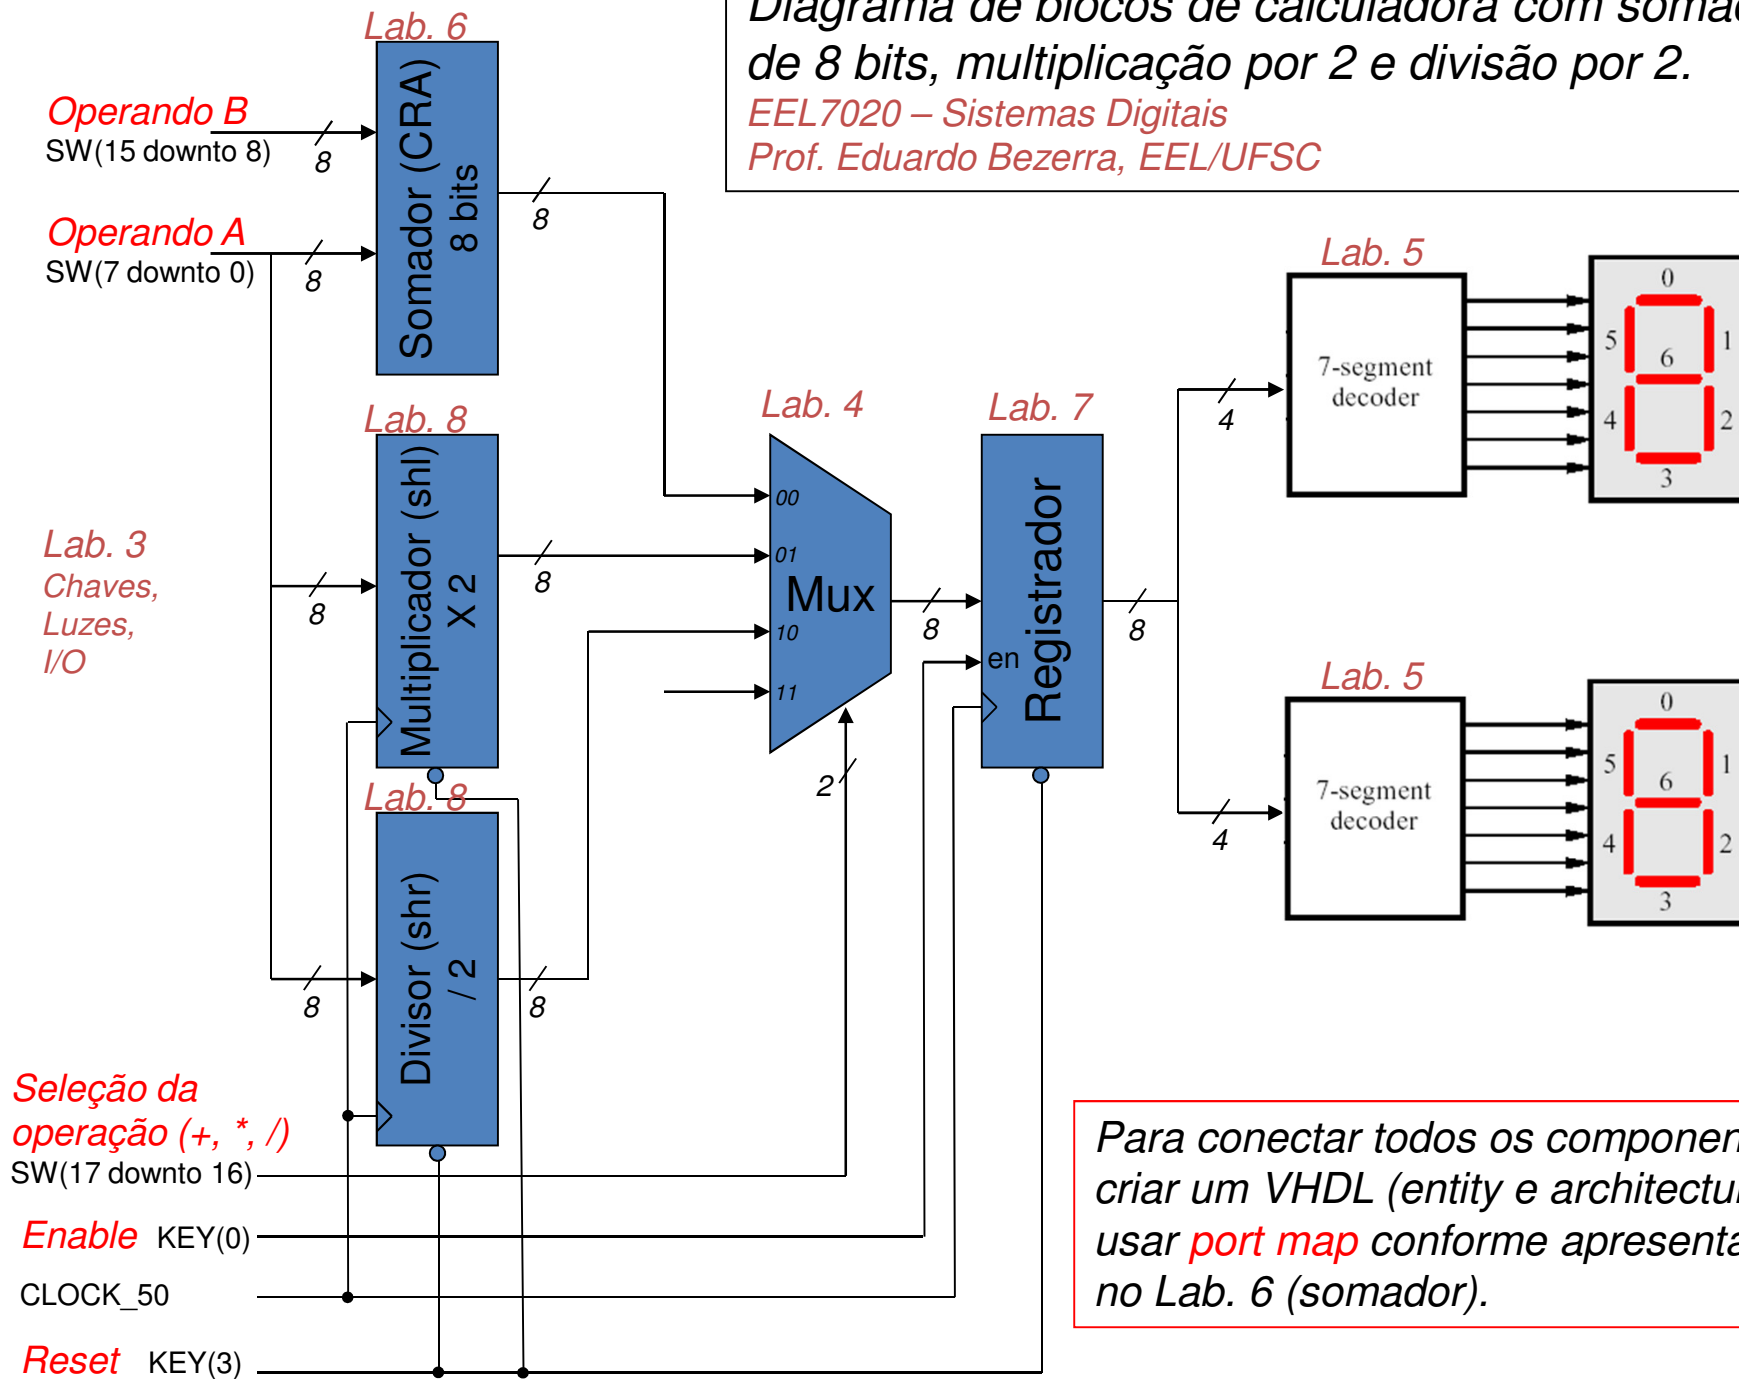 Diagrama de blocos de calculadora com
de 8 bits, multiplicação por 2 e divisão por 2.
EEL7020 – Sistemas Digitais
Prof. Eduardo Bezerra, EEL/UFSC
Lab. 6
Operando B
SW(15 downto 8)
8
Operando A
SW(7 downto 0)
8
Somador (CRA)
8 bits
8
Lab. 8
Multiplicador (shl)
X 2
8
8
Lab. 3
Chaves,
Luzes,
I/O
Lab. 8
Divisor (shr)
/ 2
8
8
Lab. 4
00
01
Mux
10
11
2
8
Lab. 7
Registrador
en
8
4
4
Lab. 5
7-segment
decoder
0
5
1
6
4
2
3
Lab. 5
7-segment
decoder
0
5
1
6
4
2
3
Seleção da
operação (+, *, /)
SW(17 downto 16)
Enable KEY(0)
CLOCK_50
Reset KEY(3)
Para conectar todos os
criar um VHDL (entity e
usar port map conforme
no Lab. 6 (somador).